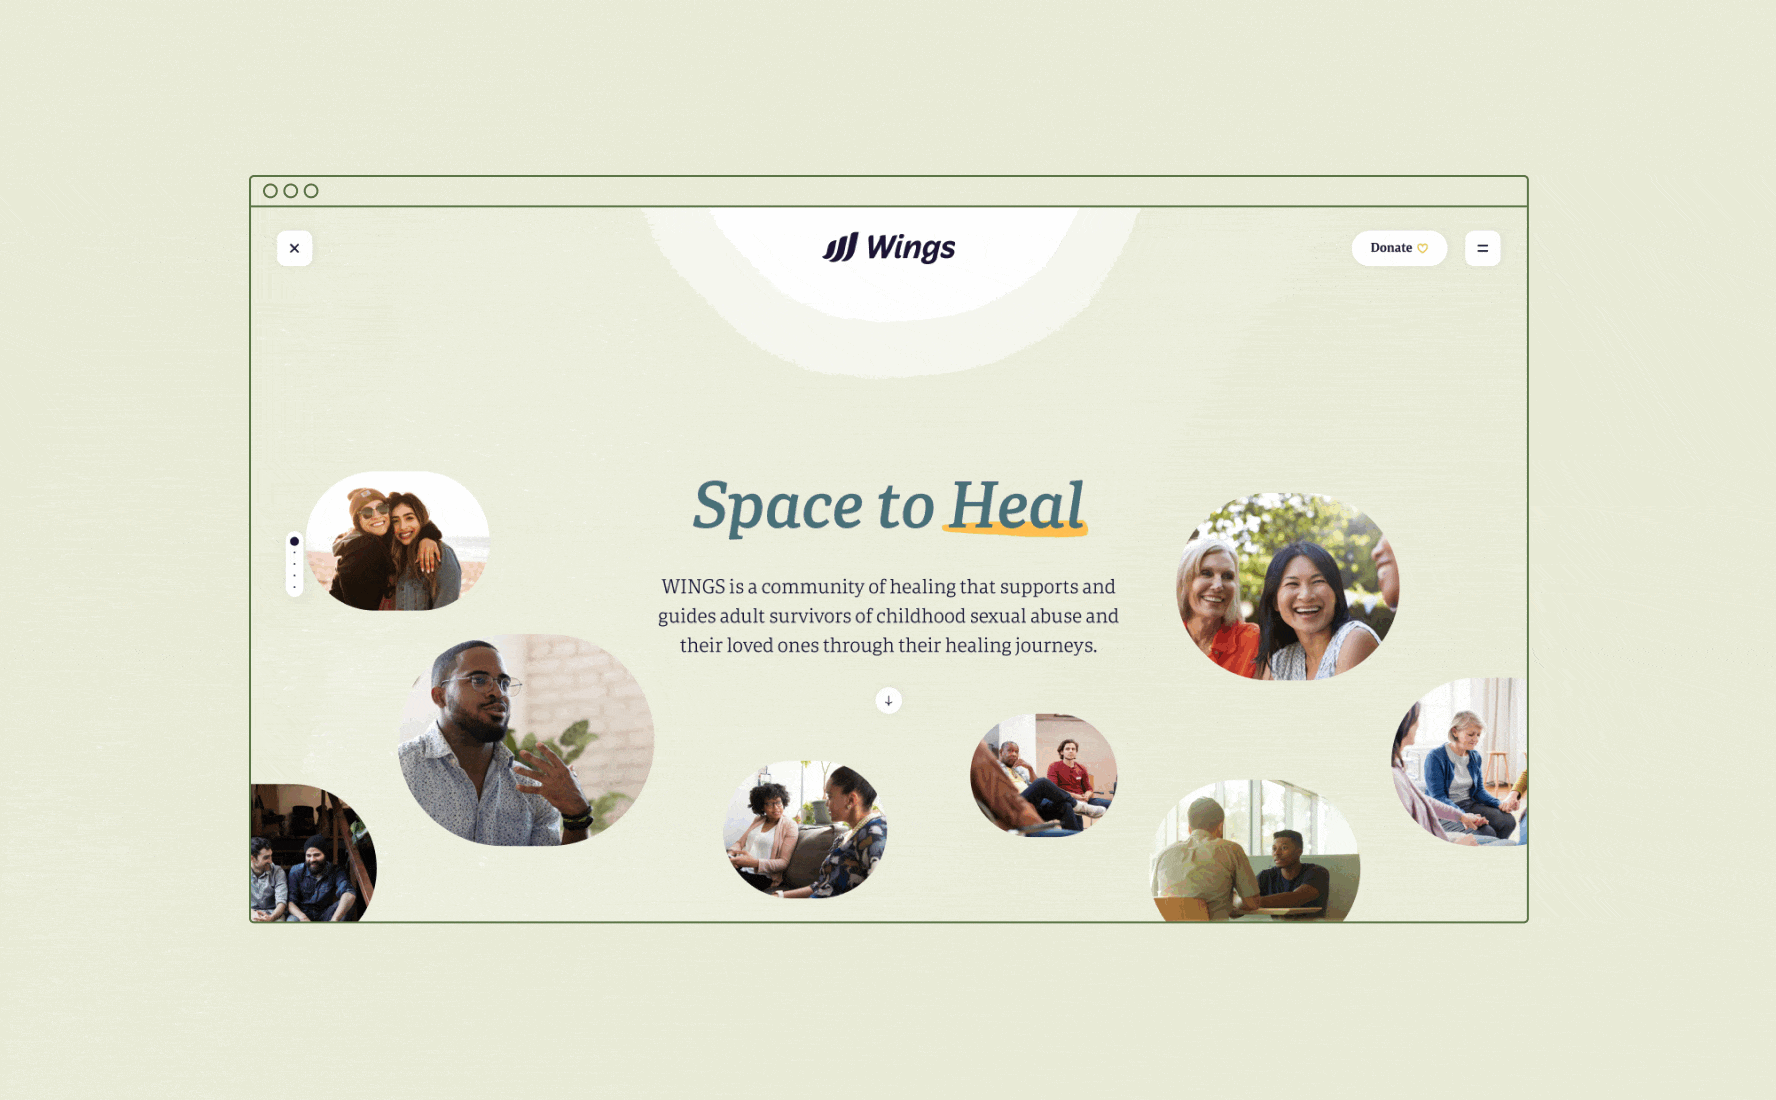 Wings
Donate
Space to Heal
WINGS is a community of healing that supports and
guides adult survivors of childhood sexual abuse and
their loved ones through their healing journeys.